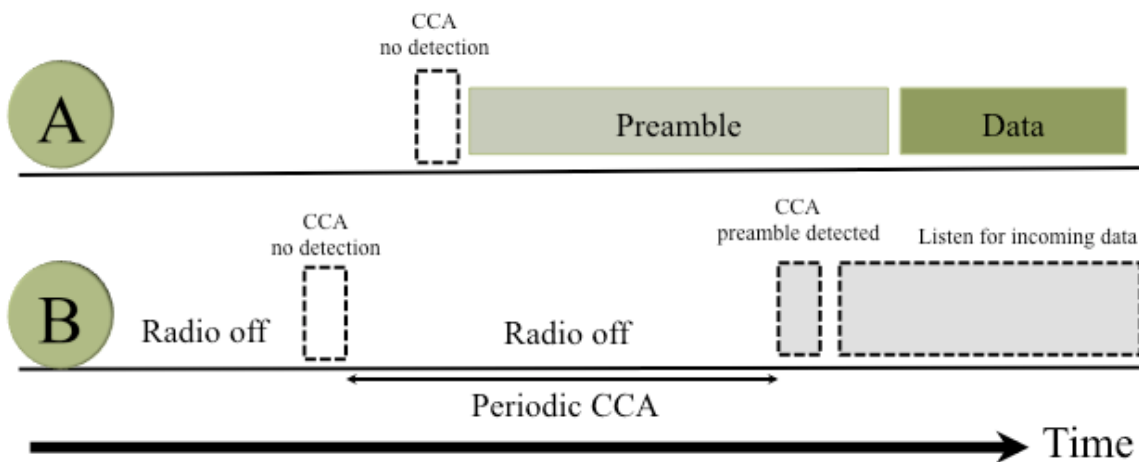 CCA
no detection
A
Preamble
Data
CCA
no detection
CCA
preamble detected
Listen for incoming data
B
Radio off
Radio off
Periodic CCA
Time